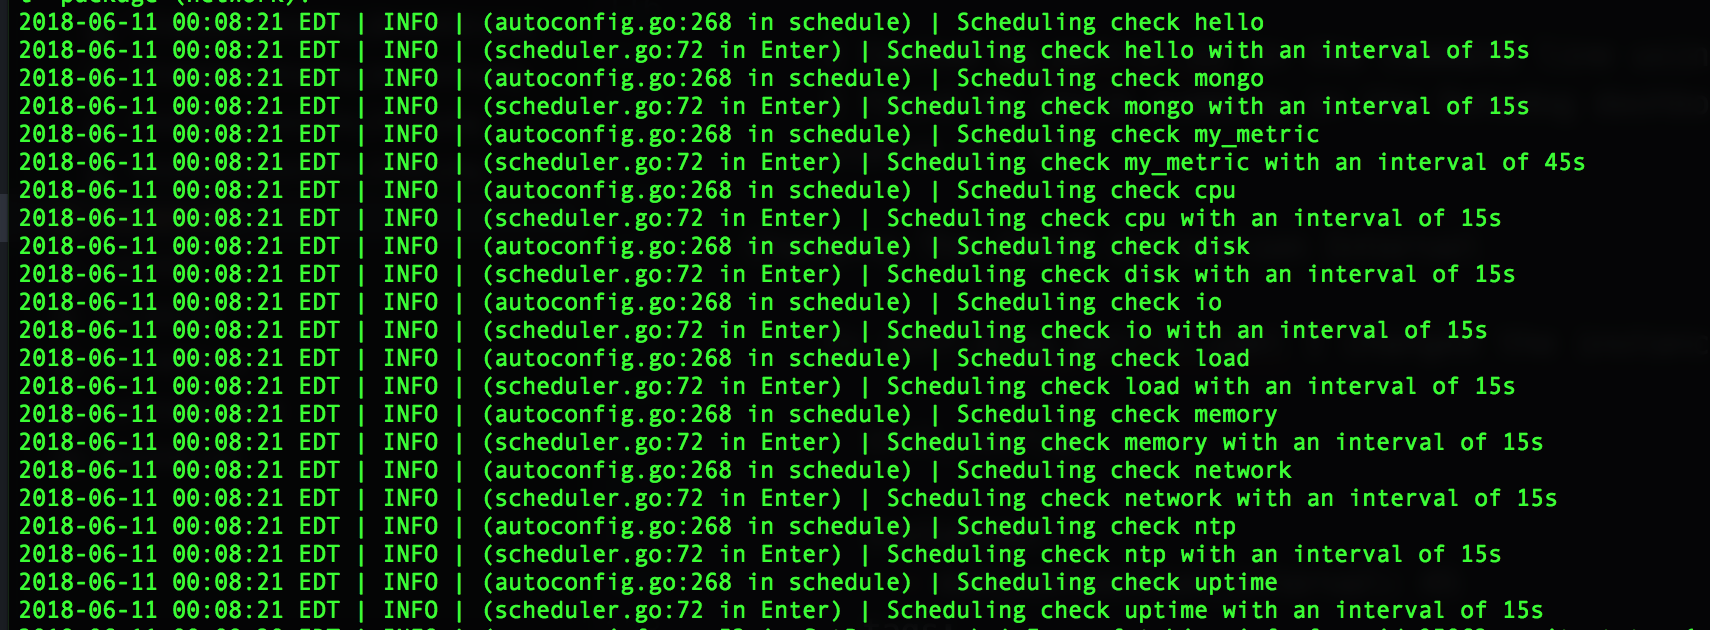 package (network).
2018-06-11 00:08:21 EDT | INFO | (autoconfig.go:268 in schedule) | Scheduling check hello
2018-06-11 00:08:21 EDT | INFO | (scheduler.go:72 in Enter) | Scheduling check hello with an interval of 15s
2018-06-11 00:08:21 EDT | INFO | (autoconfig.go:268 in schedule) | Scheduling check mongo
2018-06-11 00:08:21 EDT | INFO | (scheduler.go:72 in Enter) | Scheduling check mongo with an interval of 15s
2018-06-11 00:08:21 EDT | INFO | (autoconfig.go:268 in schedule) | Scheduling check my_metric
2018-06-11 00:08:21 EDT | INFO | (scheduler.go:72 in Enter) | Scheduling check my_metric with an interval of 45s
2018-06-11 00:08:21 EDT | INFO | (autoconfig.go:268 in schedule) | Scheduling check cpu
2018-06-11 00:08:21 EDT | INFO | (scheduler.go:72 in Enter) | Scheduling check cpu with an interval of 15s
2018-06-11 00:08:21 EDT | INFO | (autoconfig.go:268 in schedule) | Scheduling check disk
2018-06-11 00:08:21 EDT | INFO | (scheduler.go:72 in Enter) | Scheduling check disk with an interval of 15s
2018-06-11 00:08:21 EDT | INFO | (autoconfig.go:268 in schedule) | Scheduling check io
2018-06-11 00:08:21 EDT | INFO | (scheduler.go:72 in Enter) | Scheduling check io with an interval of 15s
2018-06-11 00:08:21 EDT | INFO | (autoconfig.go:268 in schedule) | Scheduling check load
2018-06-11 00:08:21 EDT | INFO | (scheduler.go:72 in Enter) | Scheduling check load with an interval of 15s
2018-06-11 00:08:21 EDT | INFO | (autoconfig.go:268 in schedule) | Scheduling check memory
2018-06-11 00:08:21 EDT | INFO | (scheduler.go:72 in Enter) | Scheduling check memory with an interval of 15s
2018-06-11 00:08:21 EDT | INFO | (autoconfig.go:268 in schedule) | Scheduling check network
2018-06-11 00:08:21 EDT | INFO | (scheduler.go:72 in Enter) | Scheduling check network with an interval of 15s
2018-06-11 00:08:21 EDT | INFO | (autoconfig.go:268 in schedule) | Scheduling check ntp
2018-06-11 00:08:21 EDT | INFO | (scheduler.go:72 in Enter) | Scheduling check ntp with an interval of 15s
2018-06-11 00:08:21 EDT | INFO | (autoconfig.go:268 in schedule) | Scheduling check uptime
2018-06-11 00:08:21 EDT | INFO | (scheduler.go:72 in Enter) | Scheduling check uptime with an interval of 15s